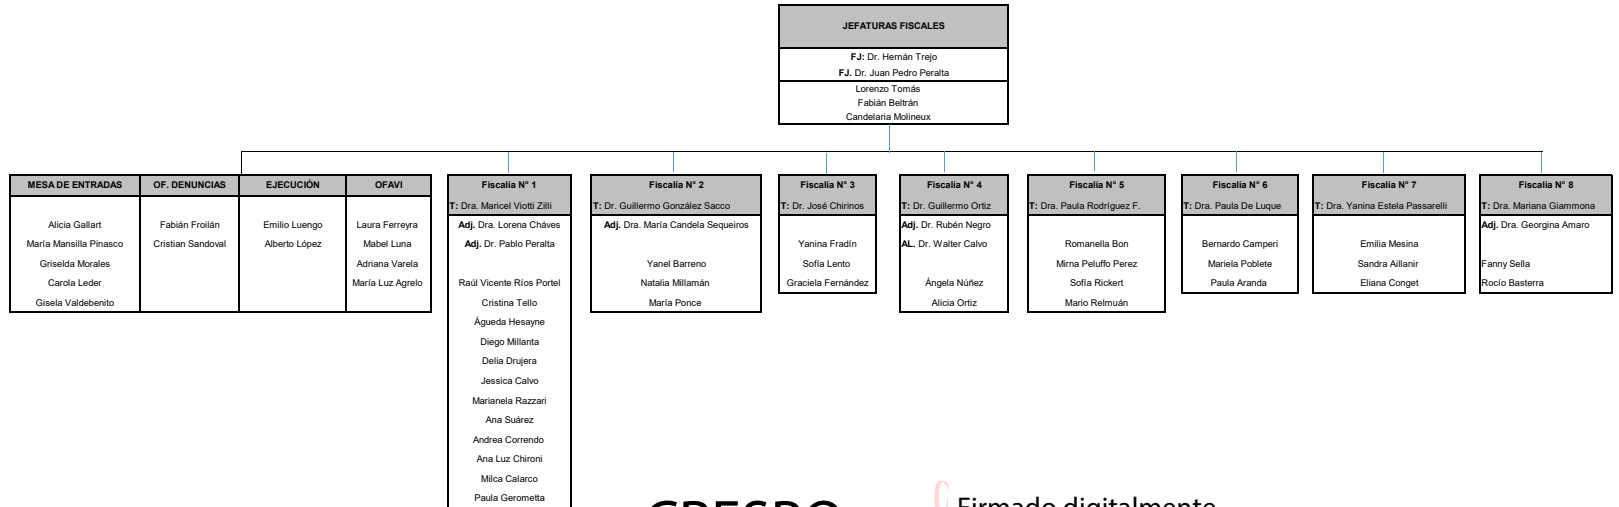 JEFATURAS FISCALES
FJ: Dr. Hernán Trejo
FJ. Dr. Juan Pedro Peralta
Lorenzo Tomás
Fabián Beltrán
Candelaria Molineux
MESA DE ENTRADAS
Alicia Gallart
María Mansilla Pinasco
Griselda Morales
Carola Leder
Gisela Valdebenito
OF. DENUNCIAS
Fabián Froilán
Cristian Sandoval
EJECUCIÓN
Emilio Luengo
Alberto López
OFAVI
Laura Ferreyra
Mabel Luna
Adriana Varela
María Luz Agrelo
Fiscalía N° 1
T: Dra. Maricel Viotti Zilli
Adj. Dra. Lorena Cháves
Adj. Dr. Pablo Peralta
Raúl Vicente Ríos Portel
Cristina Tello
Águeda Hesayne
Diego Millanta
Delia Drujera
Jessica Calvo
Marianela Razzari
Ana Suárez
Andrea Correndo
Ana Luz Chironi
Milca Calarco
Paula Gerometta
Fiscalía N° 2
T: Dr. Guillermo González Sacco
Adj. Dra. María Candela Sequeiros
Yanel Barreno
Natalia Millamán
María Ponce
Fiscalía N° 3
T: Dr. José Chirinos
Yanina Fradín
Sofía Lento
Graciela Fernández
Fiscalía N° 4
T: Dr. Guillermo Ortiz
Adj. Dr. Rubén Negro
AL. Dr. Walter Calvo
Ángela Núñez
Alicia Ortiz
Fiscalía N° 5
T: Dra. Paula Rodríguez F.
Romanella Bon
Mirna Peluffo Perez
Sofía Rickert
Mario Relmuán
Fiscalía N° 6
T: Dra. Paula De Luque
Bernardo Camperi
Mariela Poblete
Paula Aranda
Fiscalía N° 7
T: Dra. Yanina Estela Passarelli
Emilia Mesina
Sandra Aillanir
Eliana Conget
Fiscalía N° 8
T: Dra. Mariana Giammona
Adj. Dra. Georgina Amaro
Fanny Sella
Rocío Basterra
CRESPO
Firmado digitalmente